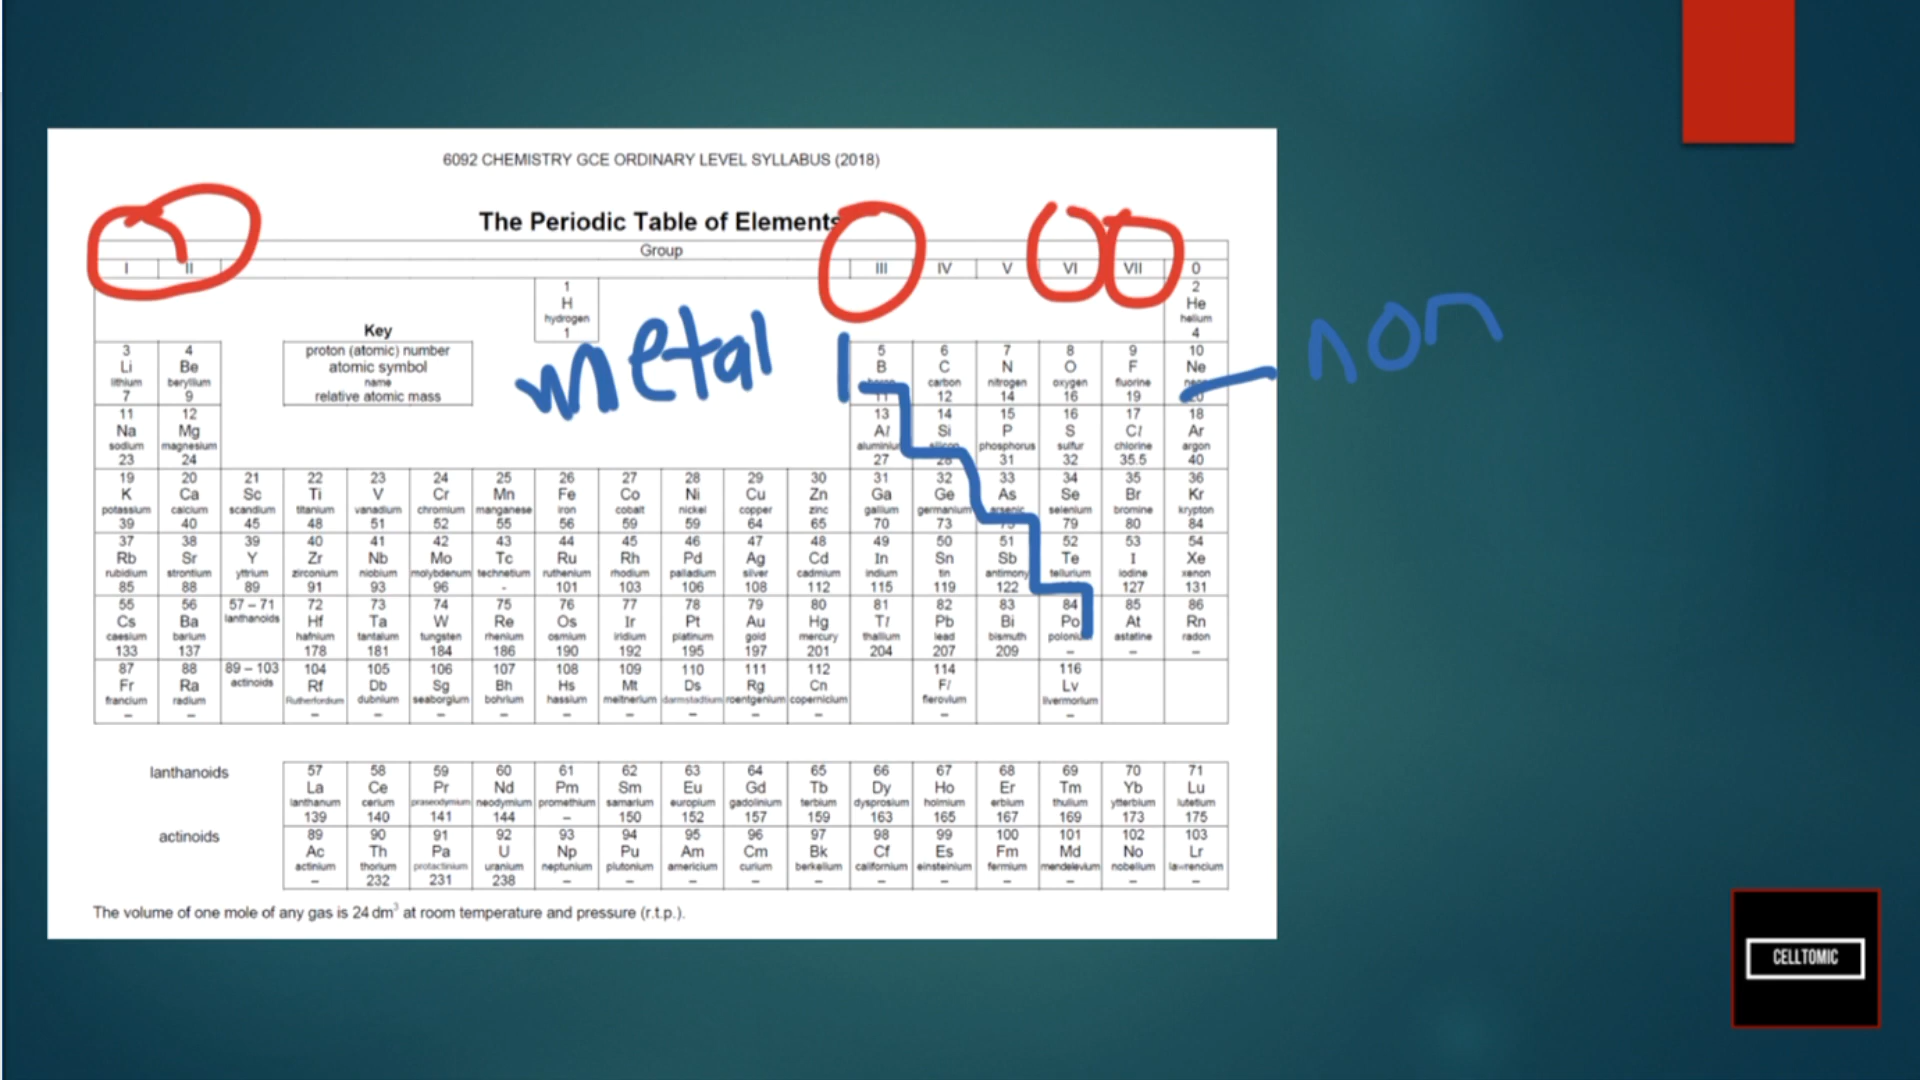 6092 CHEMISTRY GCE ORDINARY LEVEL SYLLABUS (2018)
The Periodic Table of Elements
Group
I II III IV V VI VII 0
1 2
H He
hydrogen helium
1 4
Key
metal
non
3 4 proton (atomic) number 5 6 7 8 9 10
Li Be atomic symbol B C N O F Ne
lithium beryllium name carbon nitrogen oxygen fluorine
7 9 relative atomic mass 11 12 14 16 19 20
11 12 13 14 15 16 17 18
Na Mg Al Si P S Cl Ar
sodium magnesium aluminium silicon phosphorus sulfur chlorine argon
23 24 27 28 31 32 35.5 40
19 20 21 22 23 24 25 26 27 28 29 30 31 32 33 34 35 36
K Ca Sc Ti V Cr Mn Fe Co Ni Cu Zn Ga Ge As Se Br Kr
potassium calcium scandium titanium vanadium chromium manganese iron cobalt nickel copper zinc gallium germanium arsenic selenium bromine krypton
39 40 45 48 51 52 55 56 59 59 64 65 70 73 75 79 80 84
37 38 39 40 41 42 43 44 45 46 47 48 49 50 51 52 53 54
Rb Sr Y Zr Nb Mo Tc Ru Rh Pd Ag Cd In Sn Sb Te I Xe
rubidium strontium yttrium zirconium niobium molybdenum technetium ruthenium rhodium palladium silver cadmium indium tin antimony tellurium iodine xenon
85 88 89 91 93 96 - 101 103 106 108 112 115 119 122 127 131
55 56 57 – 71 72 73 74 75 76 77 78 79 80 81 82 83 84 85 86
Cs Ba lanthanoids Hf Ta W Re Os Ir Pt Au Hg Tl Pb Bi Po At Rn
caesium barium hafnium tantalum tungsten rhenium osmium iridium platinum gold mercury thallium lead bismuth polonium astatine radon
133 137 178 181 184 186 190 192 195 197 201 204 207 209 – – –
87 88 89 – 103 104 105 106 107 108 109 110 111 112 114 116
Fr Ra actinoids Rf Db Sg Bh Hs Mt Ds Rg Cn Fl Lv
francium radium Rutherfordium dubnium seaborgium bohrium hassium meitnerium darmstadtium roentgenium copernicium flerovium livermorium
– – – – – – – – – – – – –
lanthanoids 57 58 59 60 61 62 63 64 65 66 67 68 69 70 71
La Ce Pr Nd Pm Sm Eu Gd Tb Dy Ho Er Tm Yb Lu
lanthanum cerium praseodymium neodymium promethium samarium europium gadolinium terbium dysprosium holmium erbium thulium ytterbium lutetium
139 140 141 144 – 150 152 157 159 163 165 167 169 173 175
actinoids 89 90 91 92 93 94 95 96 97 98 99 100 101 102 103
Ac Th Pa U Np Pu Am Cm Bk Cf Es Fm Md No Lr
actinium thorium protactinium uranium neptunium plutonium americium curium berkelium californium einsteinium fermium mendelevium nobelium lawrencium
– 232 231 238 – – – – – – – – – – –
The volume of one mole of any gas is 24 dm³ at room temperature and pressure (r.t.p.).
CELLTOMIC